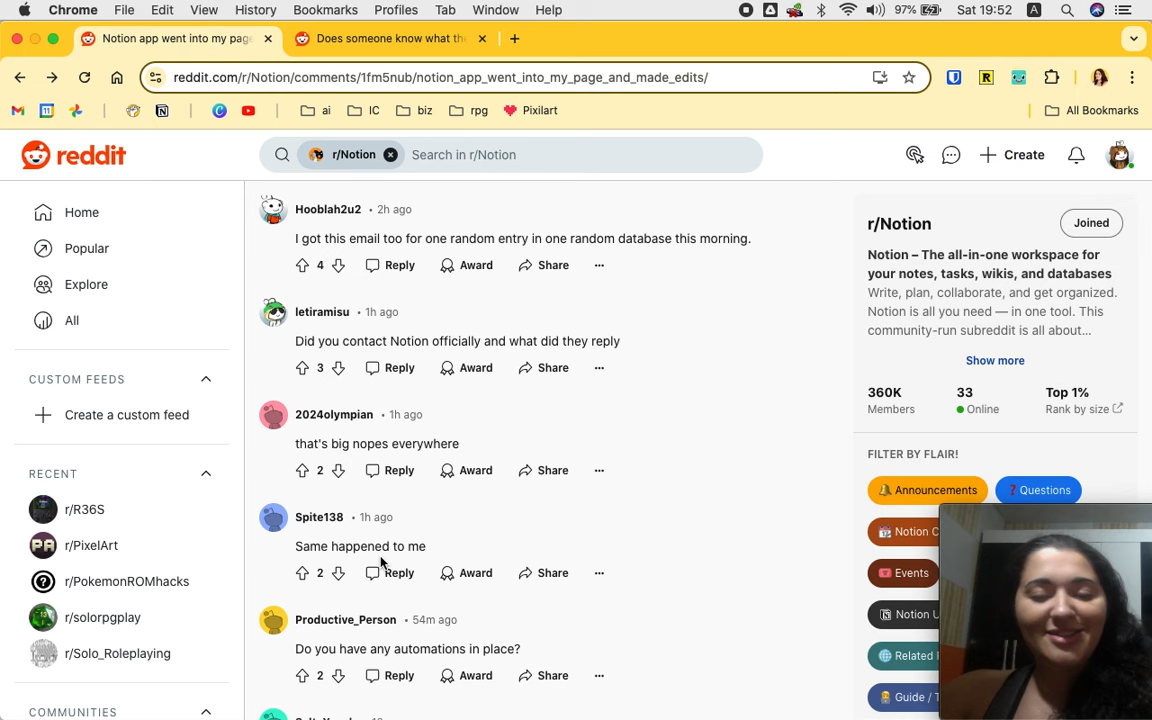 Chrome File Edit View History Bookmarks Profiles Tab Window Help 97% Sat 19:52 A
Notion app went into my page Does someone know what the
reddit.com/r/Notion/comments/1fm5nub/notion_app_went_into_my_page_and_made_edits/
ai IC biz rpg Pixilart All Bookmarks
reddit r/Notion Search in r/Notion Create
Home
Popular
Explore
All
CUSTOM FEEDS
Create a custom feed
RECENT
r/R36S
r/PixelArt
r/PokemonROMhacks
r/solorpgplay
r/Solo_Roleplaying
COMMUNITIES
Hooblah2u2 • 2h ago
I got this email too for one random entry in one random database this morning.
4 Reply Award Share
letiramisu • 1h ago
Did you contact Notion officially and what did they reply
3 Reply Award Share
2024olympian • 1h ago
that's big nopes everywhere
2 Reply Award Share
Spite138 • 1h ago
Same happened to me
2 Reply Award Share
Productive_Person • 54m ago
Do you have any automations in place?
2 Reply Award Share
r/Notion Joined
Notion – The all-in-one workspace for
your notes, tasks, wikis, and databases
Write, plan, collaborate, and get organized.
Notion is all you need — in one tool. This
community-run subreddit is all about...
Show more
360K 33 Top 1%
Members Online Rank by size
FILTER BY FLAIR!
Announcements Questions
Notion C
Events
Notion U
Related
Guide / T